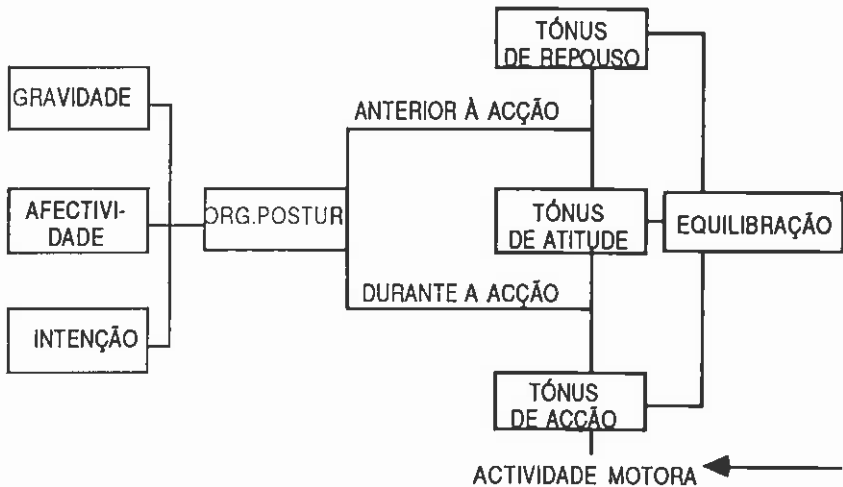 TÓNUS
DE REPOUSO
GRAVIDADE
ANTERIOR À ACÇÃO
AFECTIVI-
DADE
ORG.POSTUR
TÓNUS
DE ATITUDE
EQUILIBRAÇÃO
DURANTE A ACÇÃO
INTENÇÃO
TÓNUS
DE ACÇÃO
ACTIVIDADE MOTORA